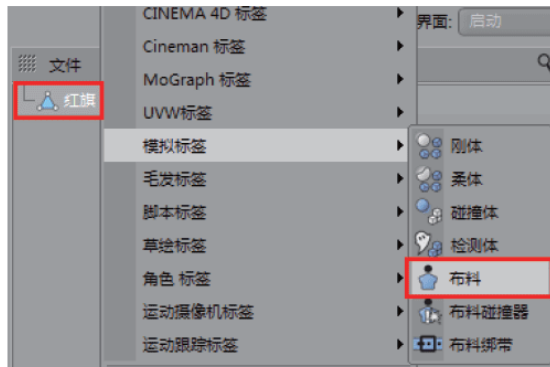 CINEMA 4D 标签
界面: 启动
Cineman 标签
文件
MoGraph 标签
红旗
UVW标签
模拟标签
刚体
毛发标签
柔体
脚本标签
碰撞体
草绘标签
检测体
角色 标签
布料
运动摄像机标签
布料碰撞器
运动跟踪标签
布料绑带